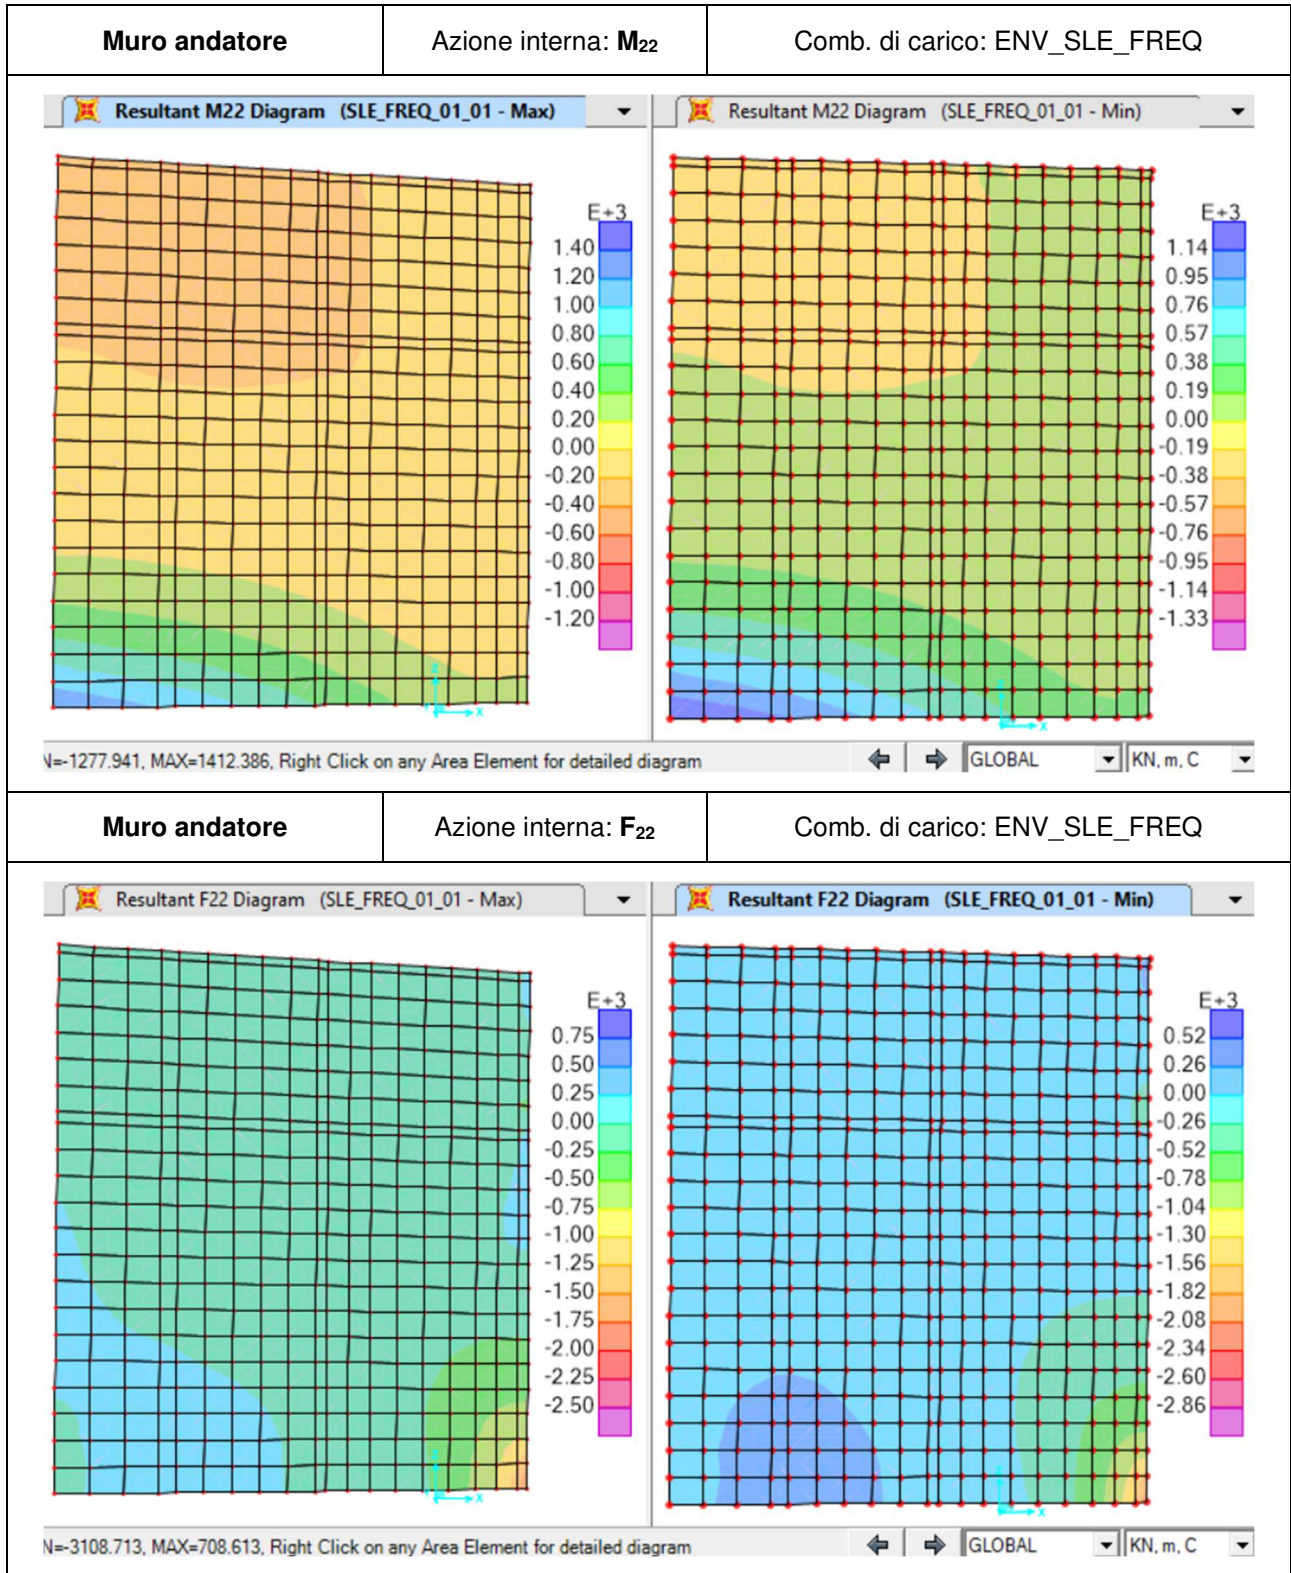 Muro andatore
Azione interna: M22
Comb. di carico: ENV_SLE_FREQ
Resultant M22 Diagram (SLE_FREQ_01_01 - Max)
Resultant M22 Diagram (SLE_FREQ_01_01 - Min)
E+3
1.40
1.20
1.00
0.80
0.60
0.40
0.20
0.00
-0.20
-0.40
-0.60
-0.80
-1.00
-1.20
E+3
1.14
0.95
0.76
0.57
0.38
0.19
0.00
-0.19
-0.38
-0.57
-0.76
-0.95
-1.14
-1.33
Z
X
Z
X
N=-1277.941, MAX=1412.386, Right Click on any Area Element for detailed diagram
GLOBAL
KN, m, C
Muro andatore
Azione interna: F22
Comb. di carico: ENV_SLE_FREQ
Resultant F22 Diagram (SLE_FREQ_01_01 - Max)
Resultant F22 Diagram (SLE_FREQ_01_01 - Min)
E+3
0.75
0.50
0.25
0.00
-0.25
-0.50
-0.75
-1.00
-1.25
-1.50
-1.75
-2.00
-2.25
-2.50
E+3
0.52
0.26
0.00
-0.26
-0.52
-0.78
-1.04
-1.30
-1.56
-1.82
-2.08
-2.34
-2.60
-2.86
Z
X
Z
X
N=-3108.713, MAX=708.613, Right Click on any Area Element for detailed diagram
GLOBAL
KN, m, C